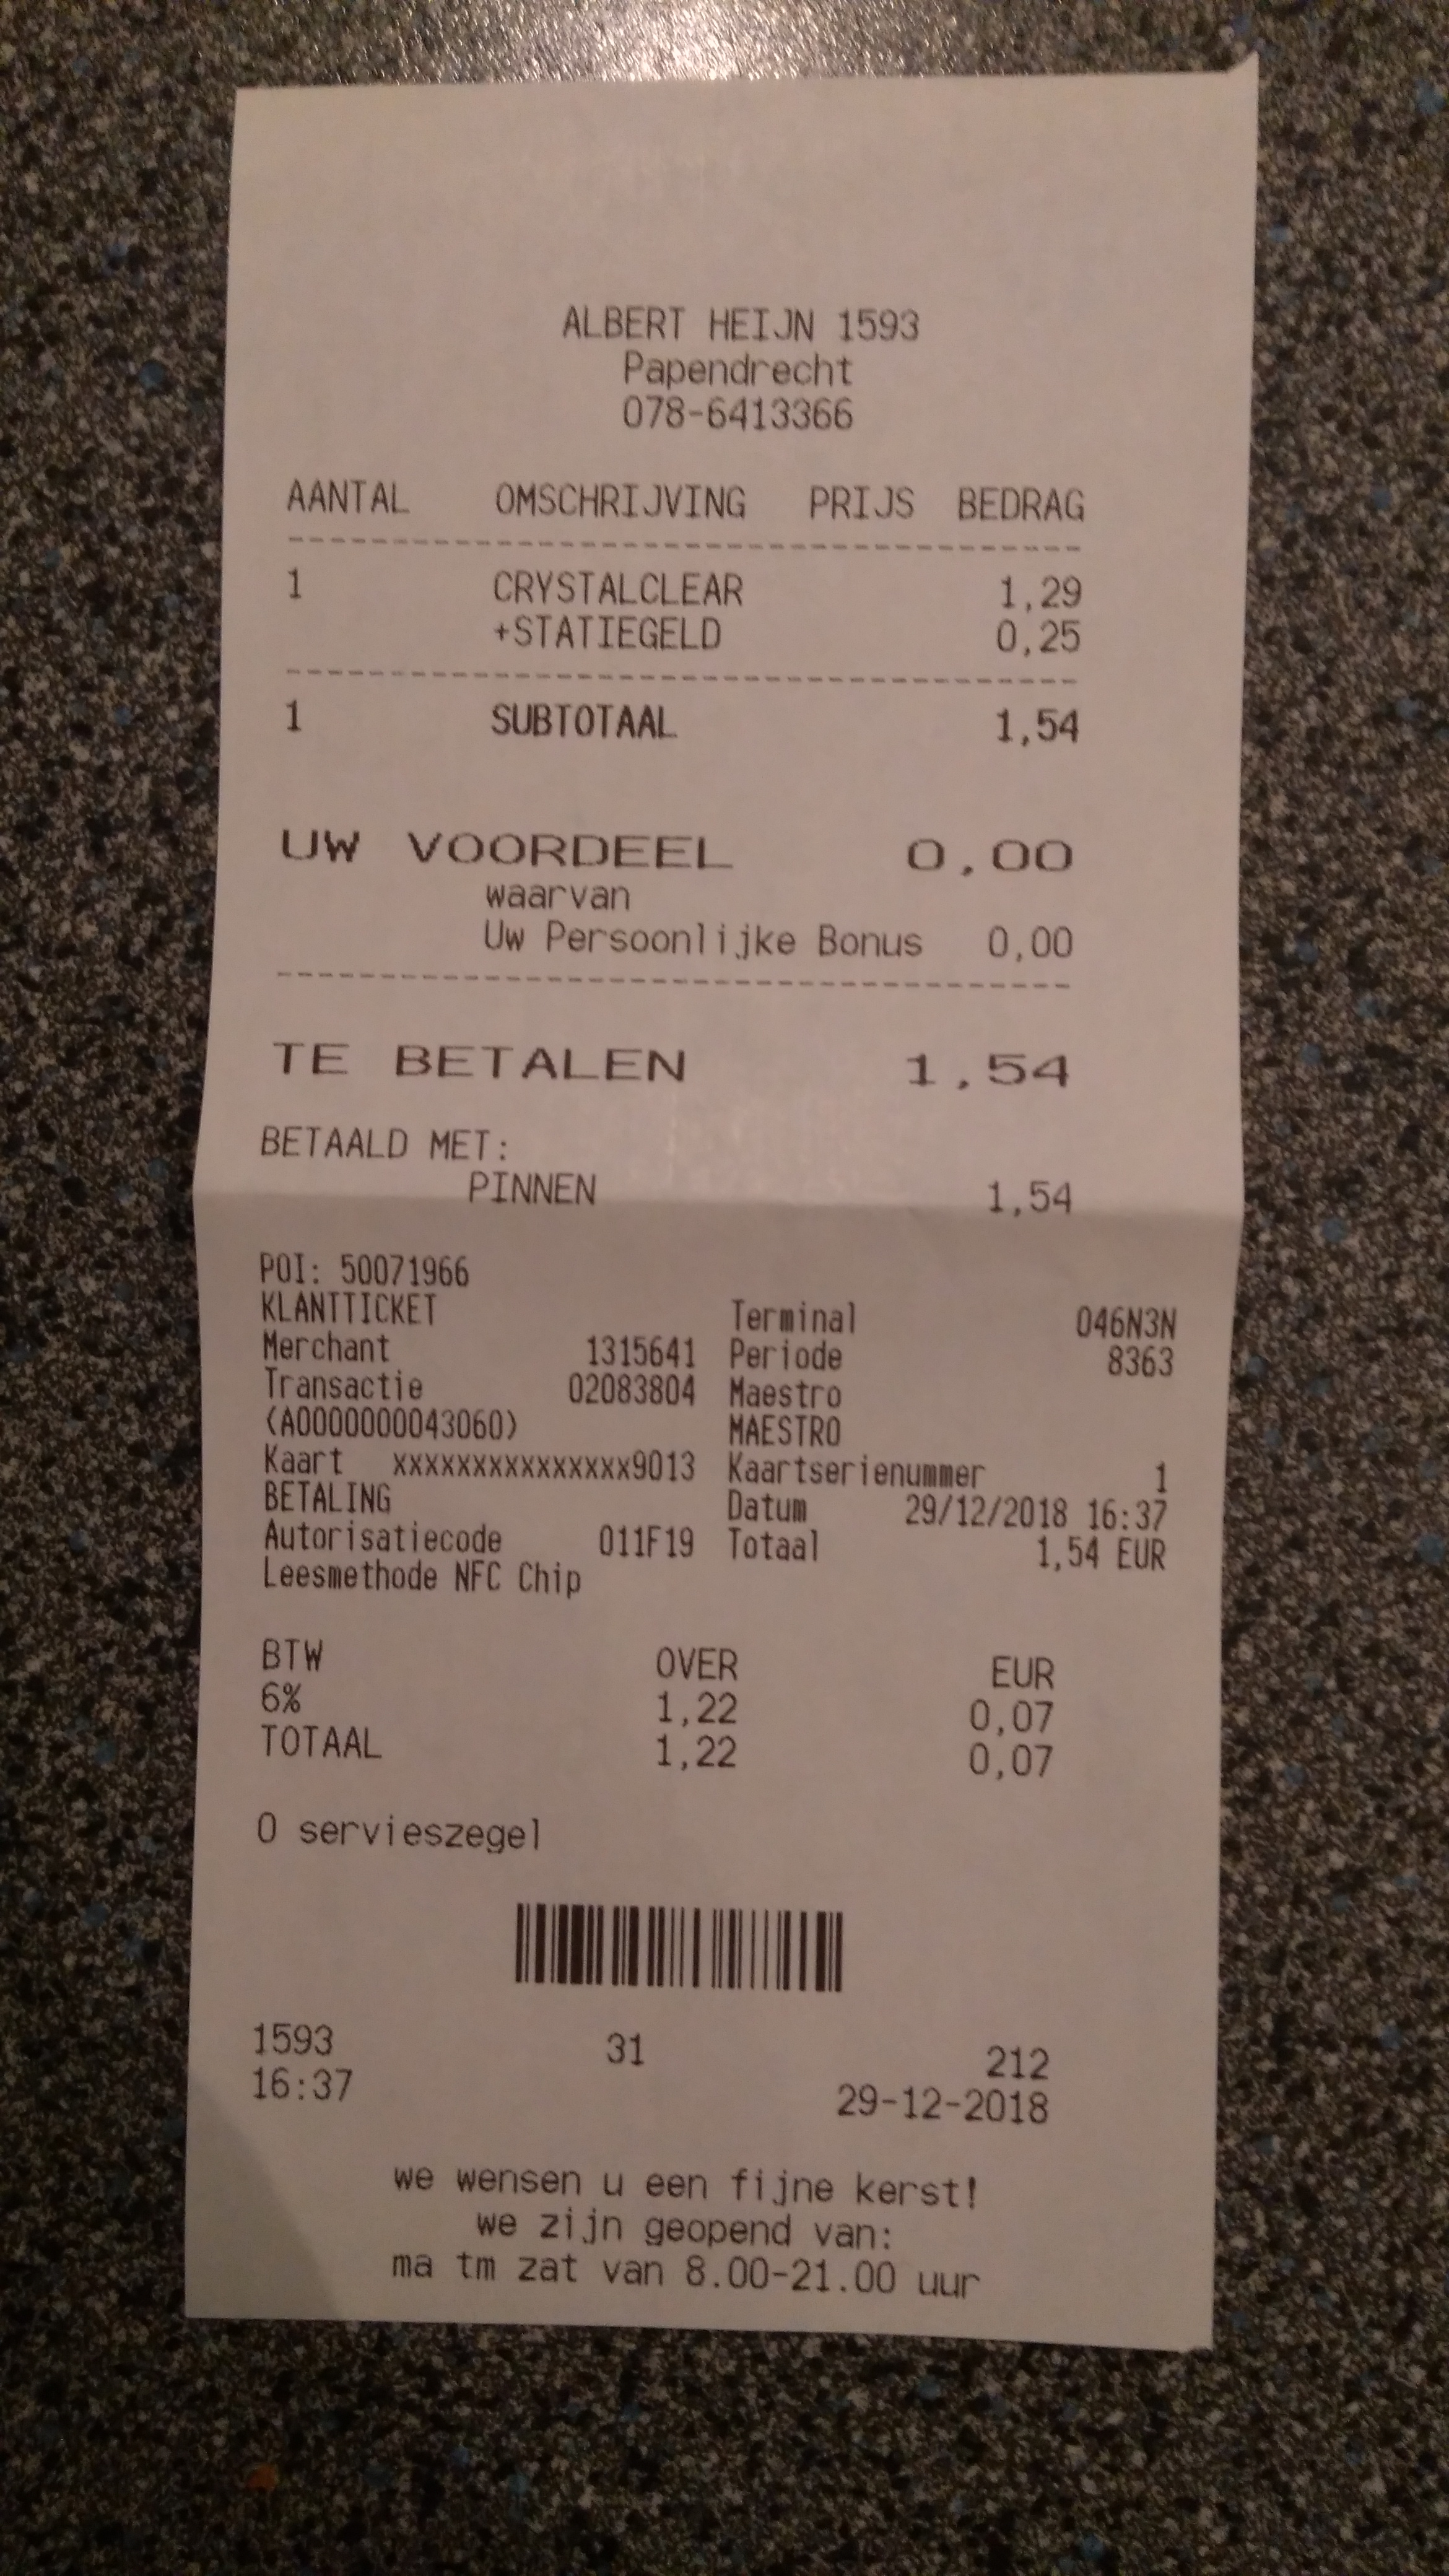 ALBERT HEIJN 1593
Papendrecht
078-6413366
AANTAL OMSCHRIJVING PRIJS BEDRAG
1 CRYSTALCLEAR 1,29
+STATIEGELD 0,25
1 SUBTOTAAL 1,54
UW VOORDEEL 0,00
waarvan
Uw Persoonlijke Bonus 0,00
TE BETALEN 1,54
BETAALD MET:
PINNEN 1,54
POI: 50071966
KLANTTICKET Terminal 046N3N
Merchant 1315641 Periode 8363
Transactie 02083804 Maestro
(A0000000043060) MAESTRO
Kaart xxxxxxxxxxxxxxx9013 Kaartserienummer 1
BETALING Datum 29/12/2018 16:37
Autorisatiecode 011F19 Totaal 1,54 EUR
Leesmethode NFC Chip
BTW OVER EUR
6% 1,22 0,07
TOTAAL 1,22 0,07
0 servieszegel
1593 31 212
16:37 29-12-2018
we wensen u een fijne kerst!
we zijn geopend van:
ma tm zat van 8.00-21.00 uur